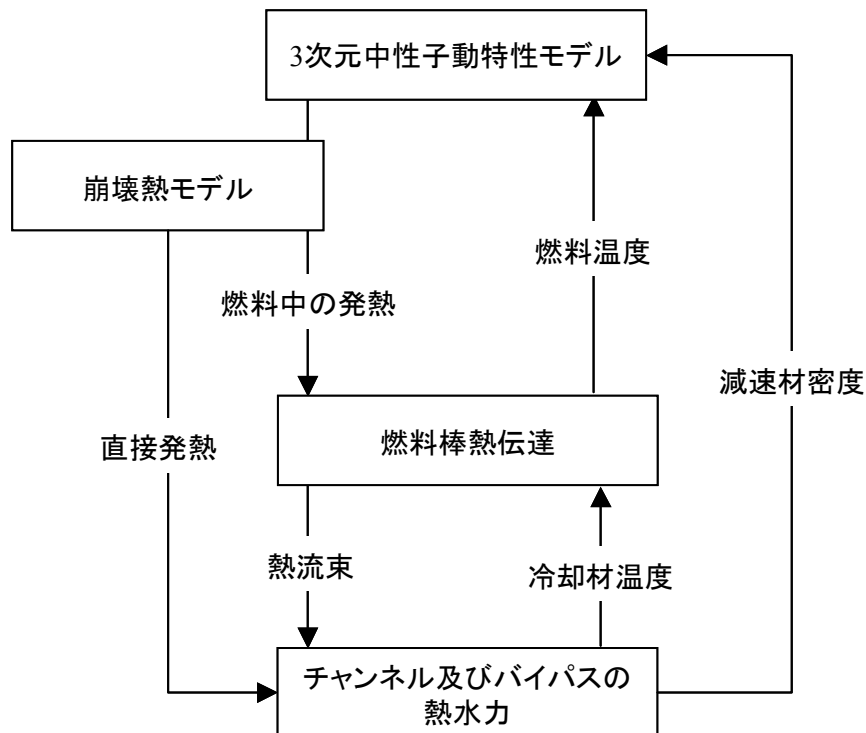 3次元中性子動特性モデル
崩壊熱モデル
燃料温度
燃料中の発熱
減速材密度
燃料棒熱伝達
直接発熱
熱流束
冷却材温度
チャンネル及びバイパスの
熱水力